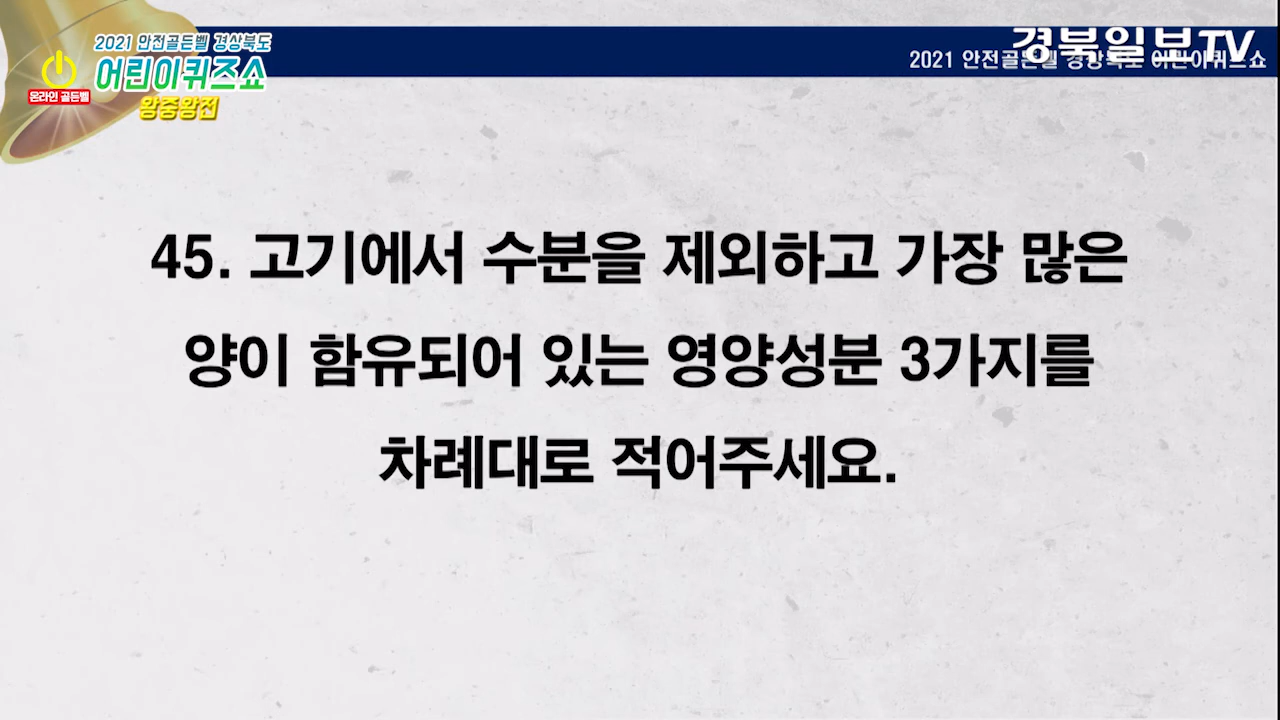 2021 안전골든벨 경상북도
어린이퀴즈쇼
온라인 골든벨
왕중왕전
경북일보TV
2021 안전골든벨 경상북도 어린이퀴즈쇼
45. 고기에서 수분을 제외하고 가장 많은
양이 함유되어 있는 영양성분 3가지를
차례대로 적어주세요.